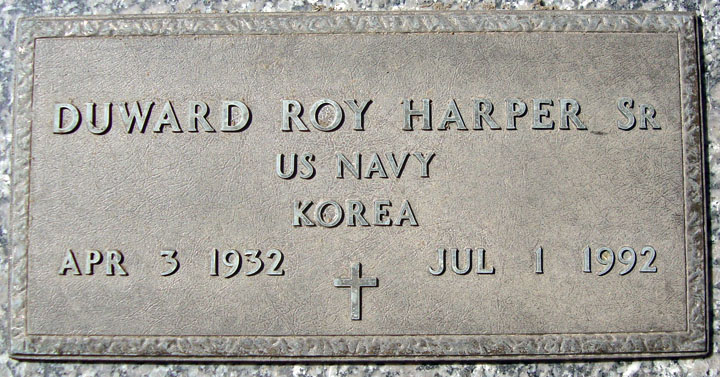 DUWARD ROY HARPER SR
US NAVY
KOREA
APR 3 1932 JUL 1 1992